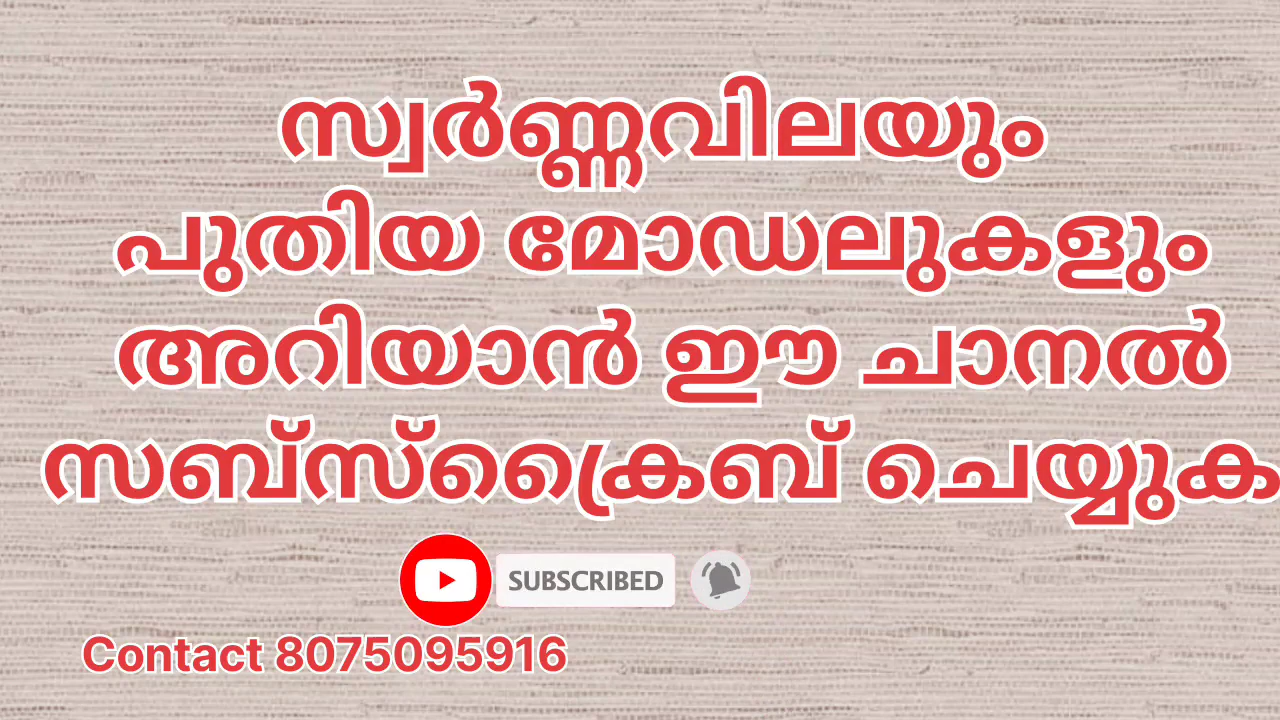 സ്വർണ്ണവിലയും
പുതിയ മോഡലുകളും
അറിയാൻ ഈ ചാനൽ
സബ്സ്ക്രൈബ് ചെയ്യുക
SUBSCRIBED
Contact 8075095916